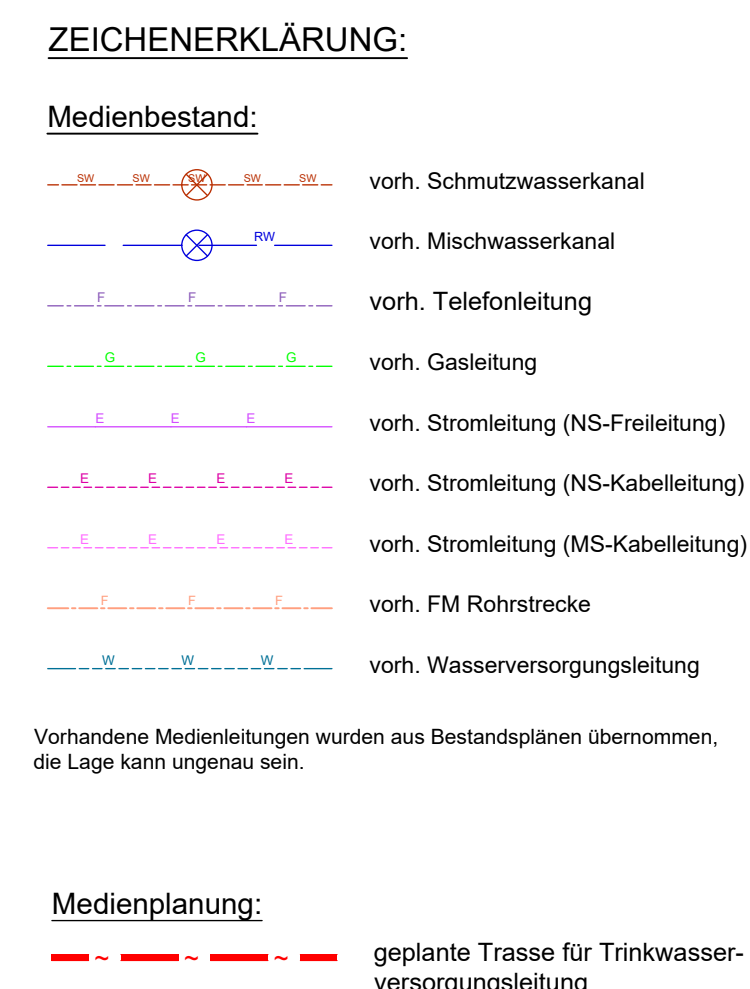 ZEICHENERKLÄRUNG:
Medienbestand:
SW SW SW SW SW vorh. Schmutzwasserkanal
RW vorh. Mischwasserkanal
F F F vorh. Telefonleitung
G G G vorh. Gasleitung
E E E vorh. Stromleitung (NS-Freileitung)
E E E E vorh. Stromleitung (NS-Kabelleitung)
E E E E vorh. Stromleitung (MS-Kabelleitung)
F F F vorh. FM Rohrstrecke
W W W vorh. Wasserversorgungsleitung
Vorhandene Medienleitungen wurden aus Bestandsplänen übernommen,
die Lage kann ungenau sein.
Medienplanung:
~ ~ ~ geplante Trasse für Trinkwasser-
versorgungsleitung